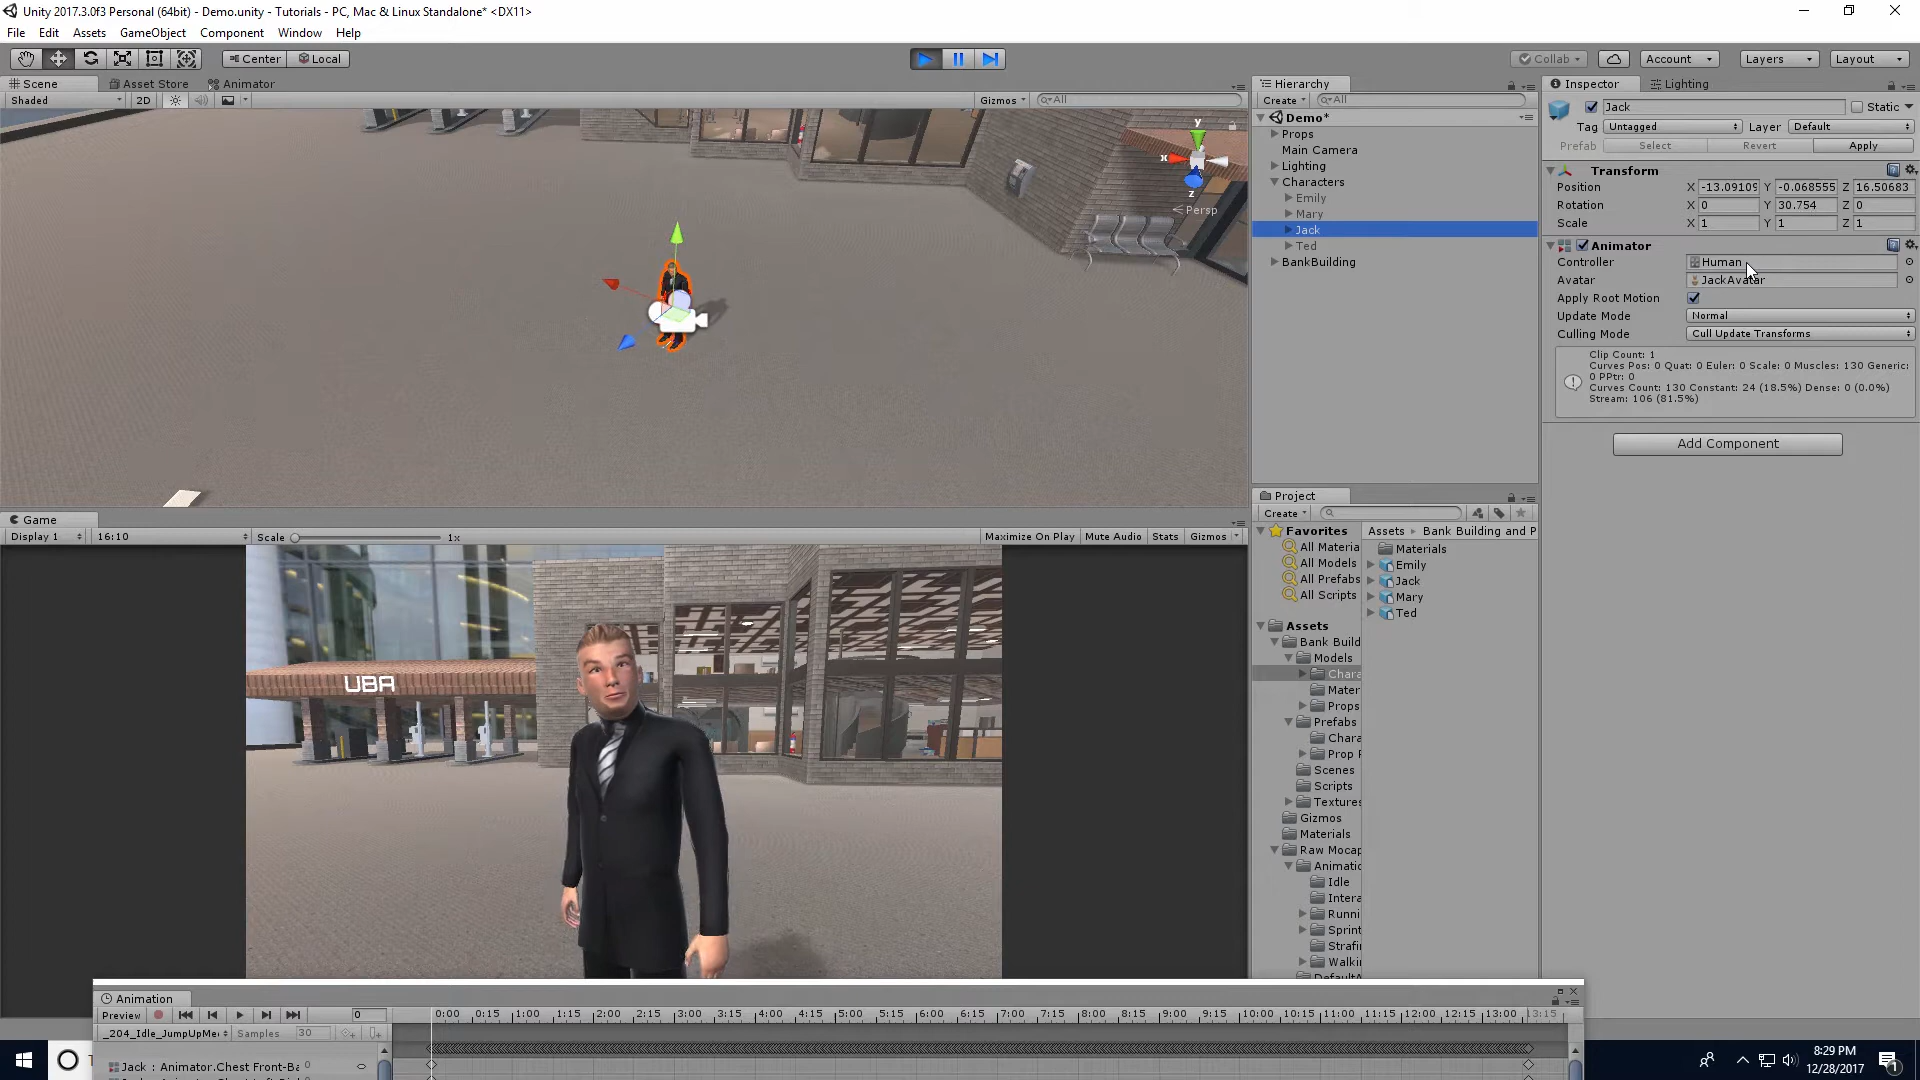 Unity 2017.3.0f3 Personal (64bit) - Demo.unity - Tutorials - PC, Mac & Linux Standalone* <DX11>
File Edit Assets GameObject Component Window Help
Center Local Collab Account Layers Layout
Scene Asset Store Animator
Shaded 2D Gizmos All
y
x
z
Persp
Hierarchy
Create All
Demo*
Props
Main Camera
Lighting
Characters
Emily
Mary
Jack
Ted
BankBuilding
Inspector Lighting
Jack Static
Tag Untagged Layer Default
Prefab Select Revert Apply
Transform
Position X -13.09109 Y -0.068555 Z 16.50683
Rotation X 0 Y 30.754 Z 0
Scale X 1 Y 1 Z 1
Animator
Controller Human
Avatar JackAvatar
Apply Root Motion
Update Mode Normal
Culling Mode Cull Update Transforms
Clip Count: 1
Curves Pos: 0 Quat: 0 Euler: 0 Scale: 0 Muscles: 130 Generic:
0 PPtr: 0
Curves Count: 130 Constant: 24 (18.5%) Dense: 0 (0.0%)
Stream: 106 (81.5%)
Add Component
Game
Display 1 16:10 Scale 1x Maximize On Play Mute Audio Stats Gizmos
UBA
Project
Create
Favorites
All Materia
All Models
All Prefabs
All Scripts
Assets
Bank Build
Models
Chara
Mater
Props
Prefabs
Chara
Prop F
Scenes
Scripts
Textures
Gizmos
Materials
Raw Mocap
Animatio
Idle
Intera
Runni
Sprint
Strafi
Walki
Assets Bank Building and P
Materials
Emily
Jack
Mary
Ted
Animation
Preview 0 0:00 0:15 1:00 1:15 2:00 2:15 3:00 3:15 4:00 4:15 5:00 5:15 6:00 6:15 7:00 7:15 8:00 8:15 9:00 9:15 10:00 10:15 11:00 11:15 12:00 12:15 13:00 13:15
_204_Idle_JumpUpMe Samples 30
Jack : Animator.Chest Front-Ba 0
8:29 PM
12/28/2017
1